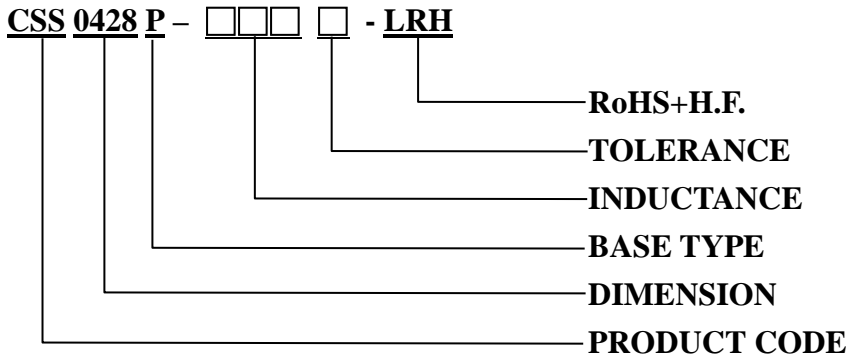 CSS 0428 P – □□□ □ - LRH
RoHS+H.F.
TOLERANCE
INDUCTANCE
BASE TYPE
DIMENSION
PRODUCT CODE